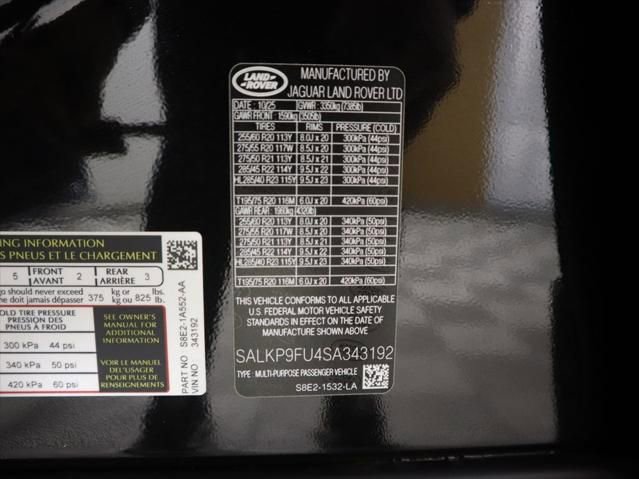 LAND ROVER
MANUFACTURED BY
JAGUAR LAND ROVER LTD
DATE : 10/25 GVWR : 3350kg (7385lb)
GAWR FRONT : 1590kg (3505lb)
TIRES RIMS PRESSURE (COLD)
255/60 R20 113Y 8.0J x 20 300kPa (44psi)
275/55 R20 117W 8.5J x 20 300kPa (44psi)
275/50 R21 113Y 8.5J x 21 300kPa (44psi)
285/45 R22 114Y 9.5J x 22 300kPa (44psi)
HL285/40 R23 115Y 9.5J x 23 300kPa (44psi)
T195/75 R20 116M 6.0J x 20 420kPa (60psi)
GAWR REAR : 1960kg (4320lb)
255/60 R20 113Y 8.0J x 20 340kPa (50psi)
275/55 R20 117W 8.5J x 20 340kPa (50psi)
275/50 R21 113Y 8.5J x 21 340kPa (50psi)
285/45 R22 114Y 9.5J x 22 340kPa (50psi)
HL285/40 R23 115Y 9.5J x 23 340kPa (50psi)
T195/75 R20 116M 6.0J x 20 420kPa (60psi)
THIS VEHICLE CONFORMS TO ALL APPLICABLE
U.S. FEDERAL MOTOR VEHICLE SAFETY
STANDARDS IN EFFECT ON THE DATE OF
MANUFACTURE SHOWN ABOVE
SALKP9FU4SA343192
TYPE : MULTI-PURPOSE PASSENGER VEHICLE
S8E2-1532-LA
ING INFORMATION
S PNEUS ET LE CHARGEMENT
5 FRONT AVANT 2 REAR ARRIÈRE 3
go should never exceed 375 kg or 825 lbs.
ne doit jamais dépasser kg ou lb.
OLD TIRE PRESSURE
PRESSION DES
PNEUS À FROID
300 kPa 44 psi
340 kPa 50 psi
420 kPa 60 psi
SEE OWNER'S
MANUAL FOR
ADDITIONAL
INFORMATION
VOIR LE MANUEL
DEL'USAGER
POUR PLUS DE
RENSEIGNEMENTS
PART NO S8E2-1A552-AA
VIN NO 343192